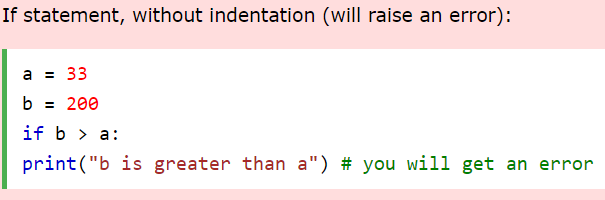 If statement, without indentation (will raise an error):
a = 33
b = 200
if b > a:
print("b is greater than a") # you will get an error